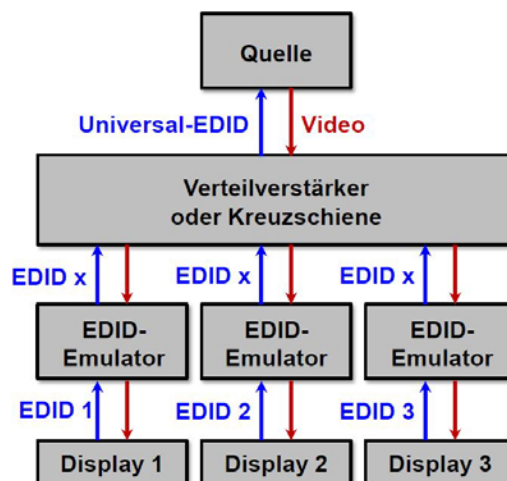 Quelle
Universal-EDID Video
Verteilverstärker
oder Kreuzschiene
EDID x EDID x EDID x
EDID-
Emulator
EDID-
Emulator
EDID-
Emulator
EDID 1 EDID 2 EDID 3
Display 1 Display 2 Display 3